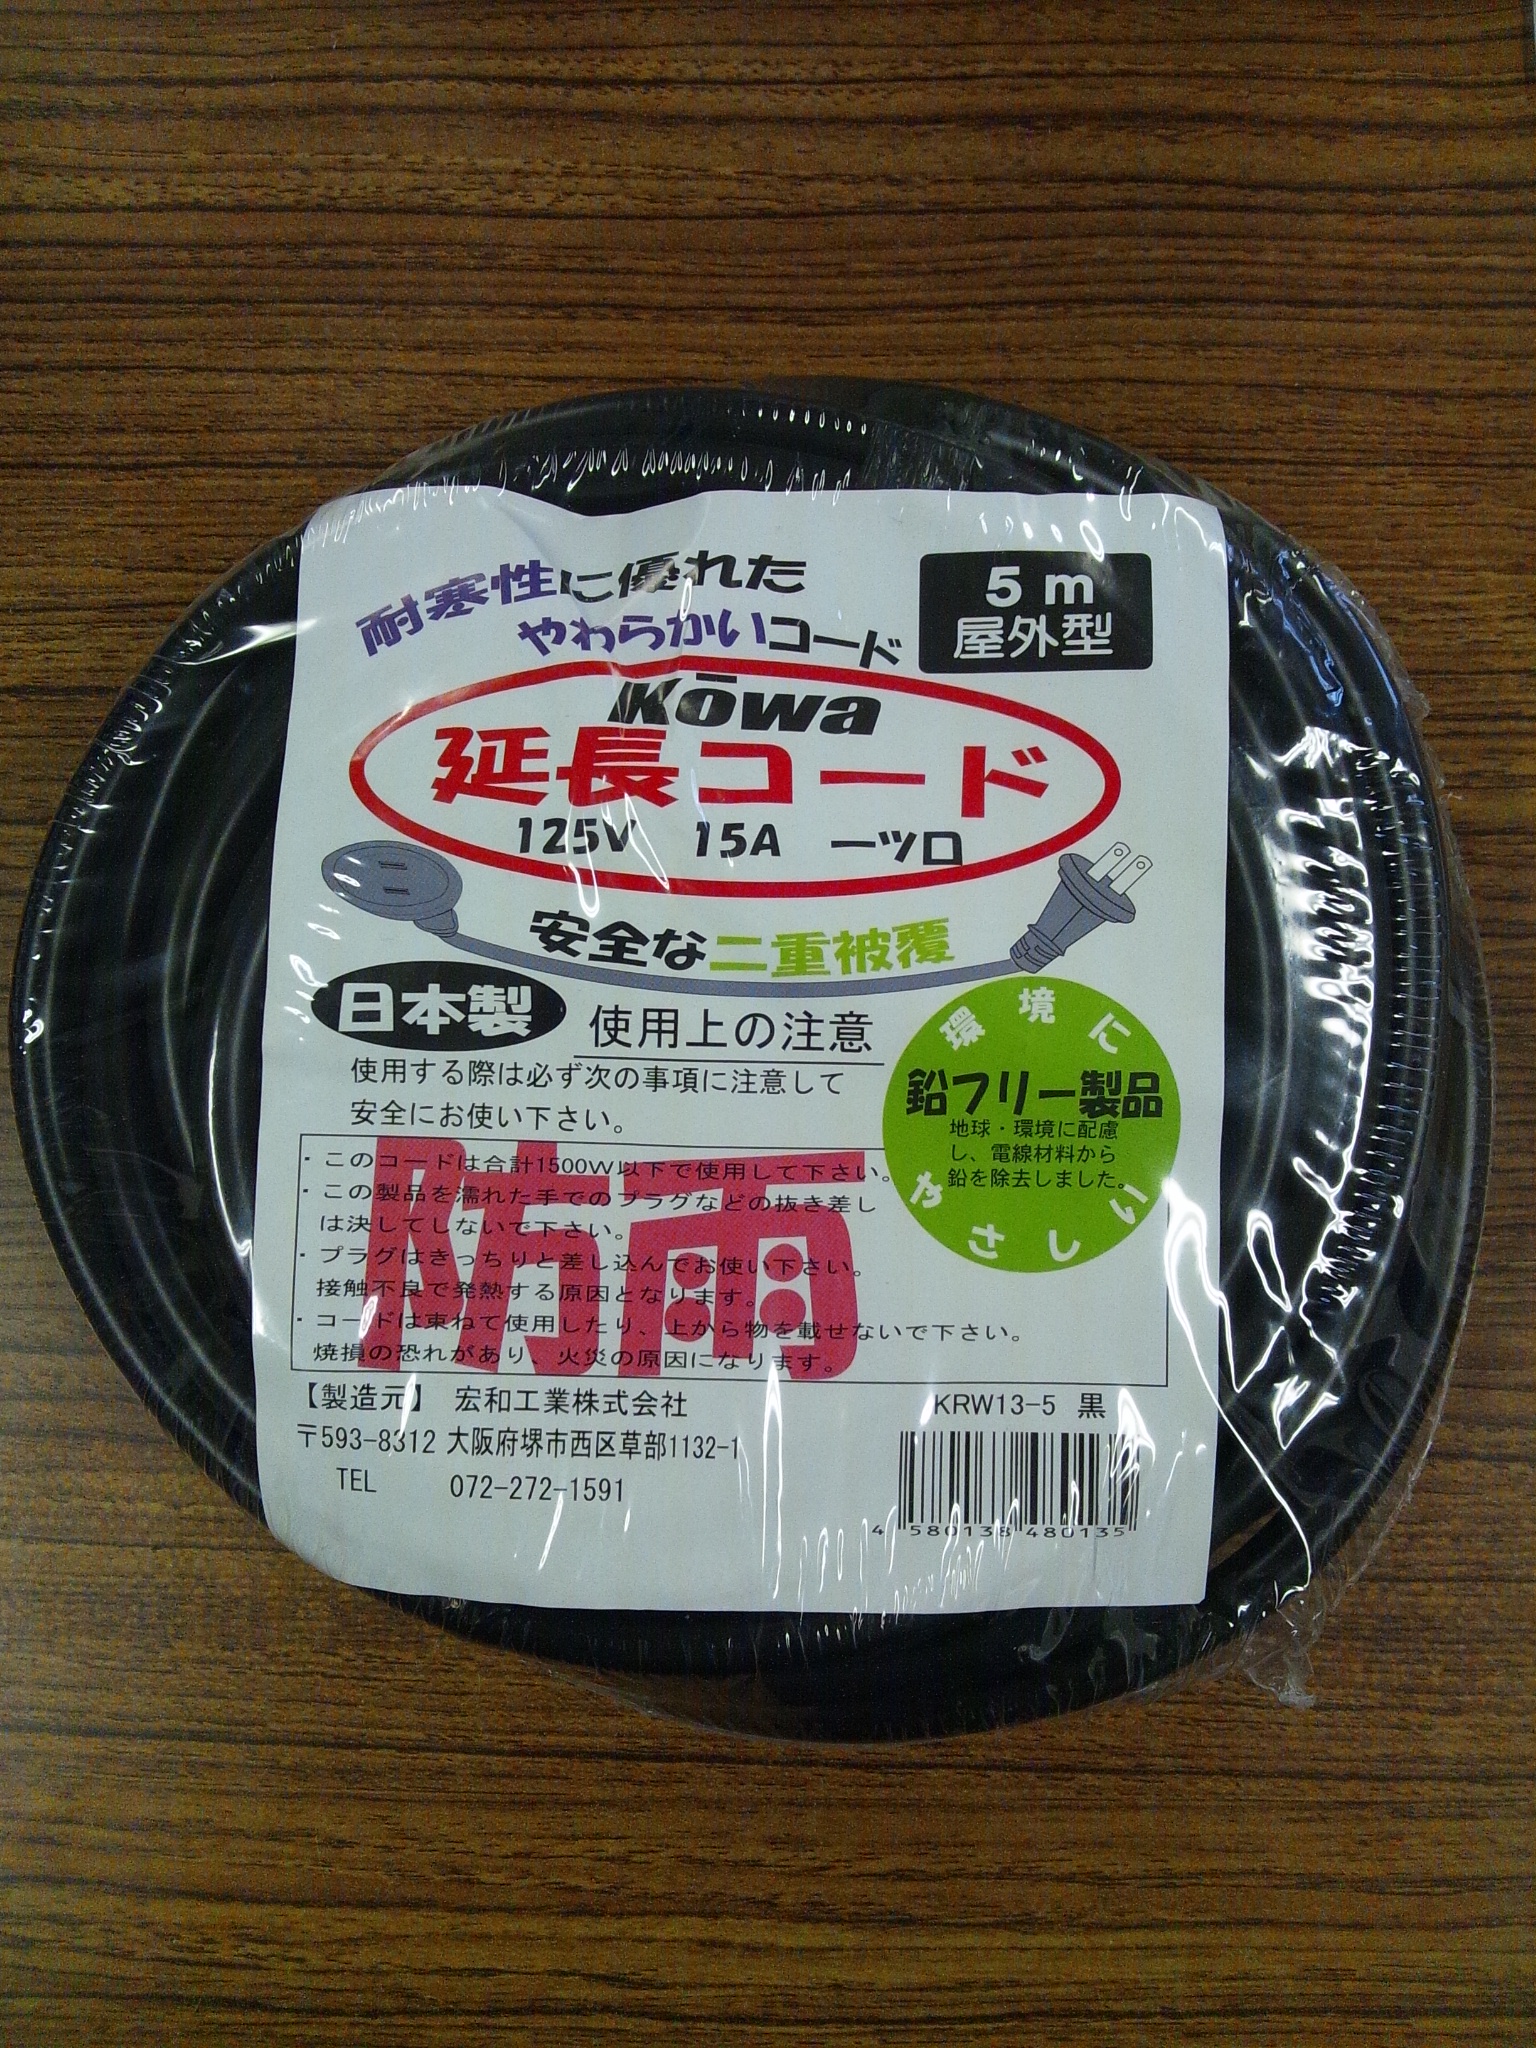 耐寒性に優れた
やわらかいコード
5m
屋外型
Kōwa
延長コード
125V 15A 一ツ口
安全な二重被覆
日本製
使用上の注意
使用する際は必ず次の事項に注意して
安全にお使い下さい。
環境に
鉛フリー製品
地球・環境に配慮
し、電線材料から
鉛を除去しました。
やさしい
防雨
・このコードは合計1500W以下で使用して下さい。
・この製品を濡れた手でのプラグなどの抜き差し
は決してしないで下さい。
・プラグはきっちりと差し込んでお使い下さい。
接触不良で発熱する原因となります。
・コードは束ねて使用したり、上から物を載せないで下さい。
焼損の恐れがあり、火災の原因になります。
【製造元】 宏和工業株式会社
〒593-8312 大阪府堺市西区草部1132-1
TEL 072-272-1591
KRW13-5 黒
4 580138 480135